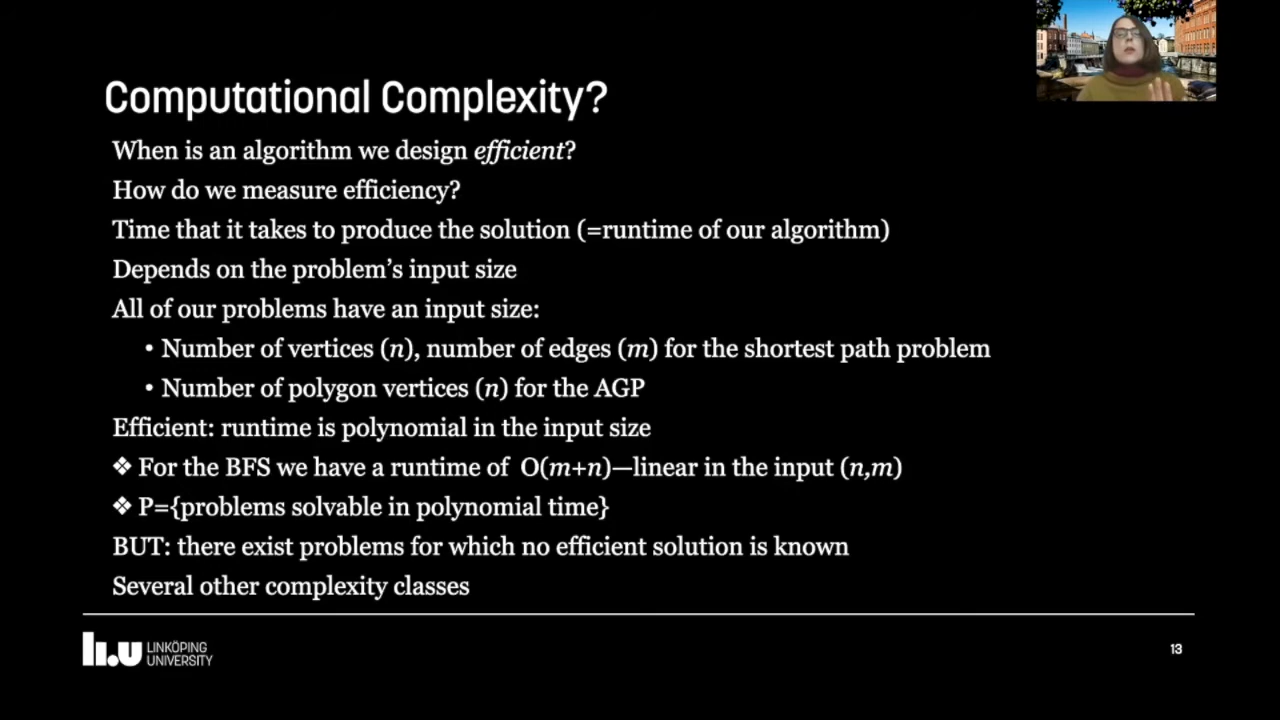 Computational Complexity?
When is an algorithm we design efficient?
How do we measure efficiency?
Time that it takes to produce the solution (=runtime of our algorithm)
Depends on the problem’s input size
All of our problems have an input size:
• Number of vertices (n), number of edges (m) for the shortest path problem
• Number of polygon vertices (n) for the AGP
Efficient: runtime is polynomial in the input size
❖ For the BFS we have a runtime of O(m+n)—linear in the input (n,m)
❖ P={problems solvable in polynomial time}
BUT: there exist problems for which no efficient solution is known
Several other complexity classes
li.u LINKÖPING
UNIVERSITY
13